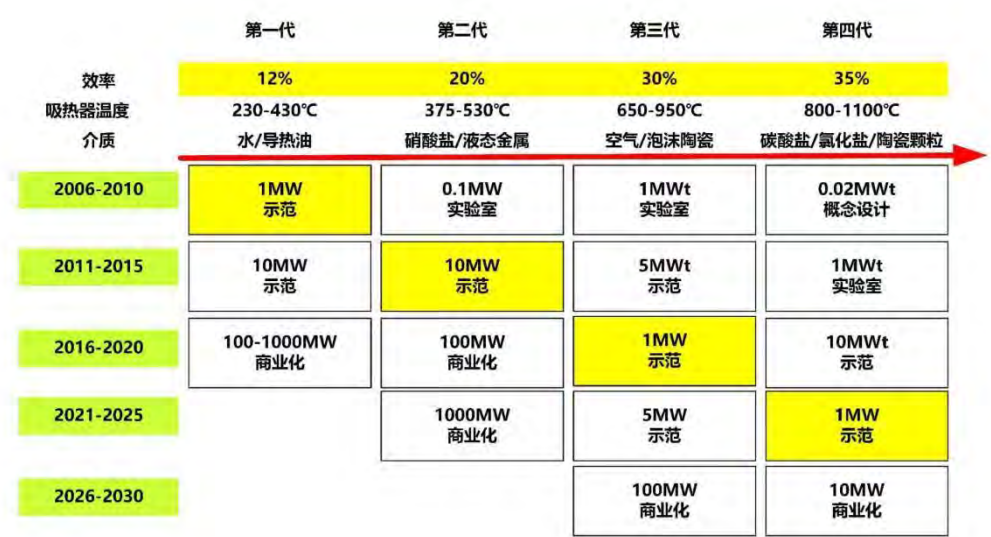 第一代 第二代 第三代 第四代
效率 12% 20% 30% 35%
吸热器温度 230-430℃ 375-530℃ 650-950℃ 800-1100℃
介质 水/导热油 硝酸盐/液态金属 空气/泡沫陶瓷 碳酸盐/氯化盐/陶瓷颗粒
2006-2010
1MW
示范
0.1MW
实验室
1MWt
实验室
0.02MWt
概念设计
2011-2015
10MW
示范
10MW
示范
5MWt
示范
1MWt
实验室
2016-2020
100-1000MW
商业化
100MW
商业化
1MW
示范
10MWt
示范
2021-2025
1000MW
商业化
5MW
示范
1MW
示范
2026-2030
100MW
商业化
10MW
商业化